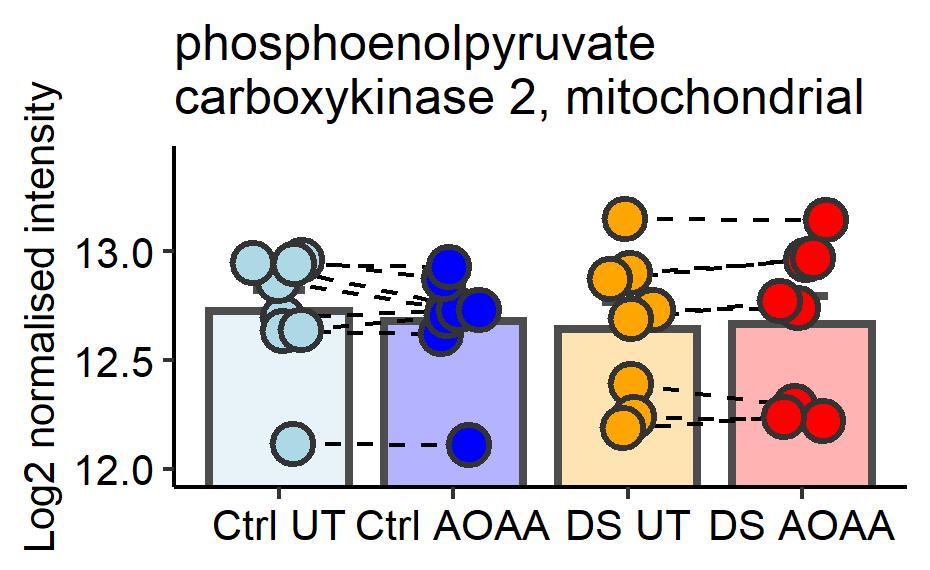 phosphoenolpyruvate
carboxykinase 2, mitochondrial
Log2 normalised intensity
13.0
12.5
12.0
Ctrl UT Ctrl AOAA DS UT DS AOAA